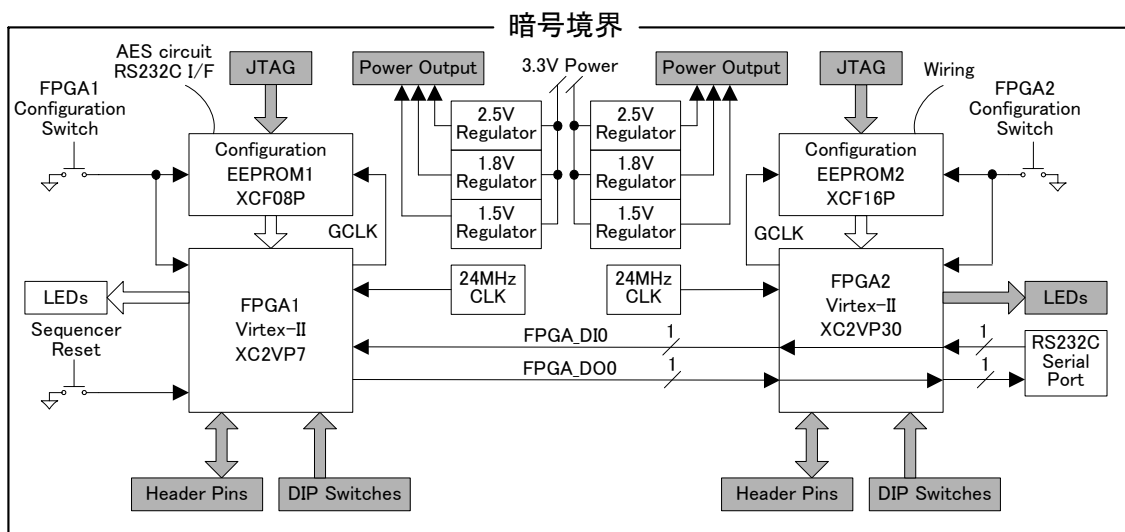 暗号境界
AES circuit
RS232C I/F
JTAG
Power Output
3.3V Power
Power Output
JTAG
Wiring
FPGA1
Configuration
Switch
FPGA2
Configuration
Switch
Configuration
EEPROM1
XCF08P
2.5V
Regulator
1.8V
Regulator
1.5V
Regulator
2.5V
Regulator
1.8V
Regulator
1.5V
Regulator
Configuration
EEPROM2
XCF16P
GCLK
GCLK
LEDs
FPGA1
Virtex-II
XC2VP7
24MHz
CLK
24MHz
CLK
FPGA2
Virtex-II
XC2VP30
LEDs
Sequencer
Reset
FPGA_DI0
1
1
FPGA_DO0
1
1
RS232C
Serial
Port
Header Pins
DIP Switches
Header Pins
DIP Switches